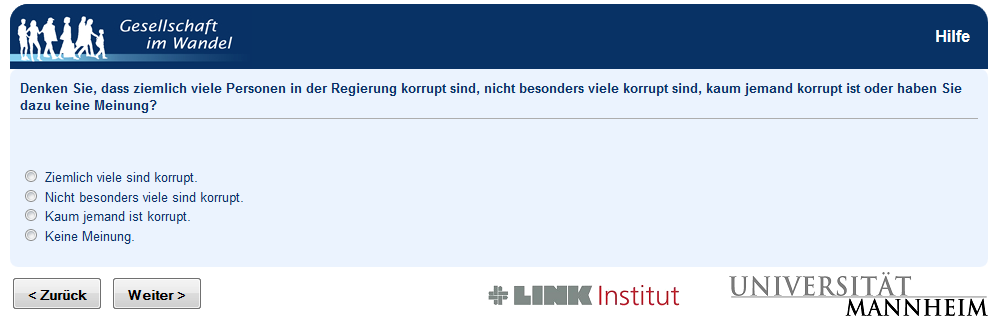 Gesellschaft
im Wandel
Hilfe
Denken Sie, dass ziemlich viele Personen in der Regierung korrupt sind, nicht besonders viele korrupt sind, kaum jemand korrupt ist oder haben Sie
dazu keine Meinung?
Ziemlich viele sind korrupt.
Nicht besonders viele sind korrupt.
Kaum jemand ist korrupt.
Keine Meinung.
< Zurück
Weiter >
LINK Institut
UNIVERSITÄT
MANNHEIM